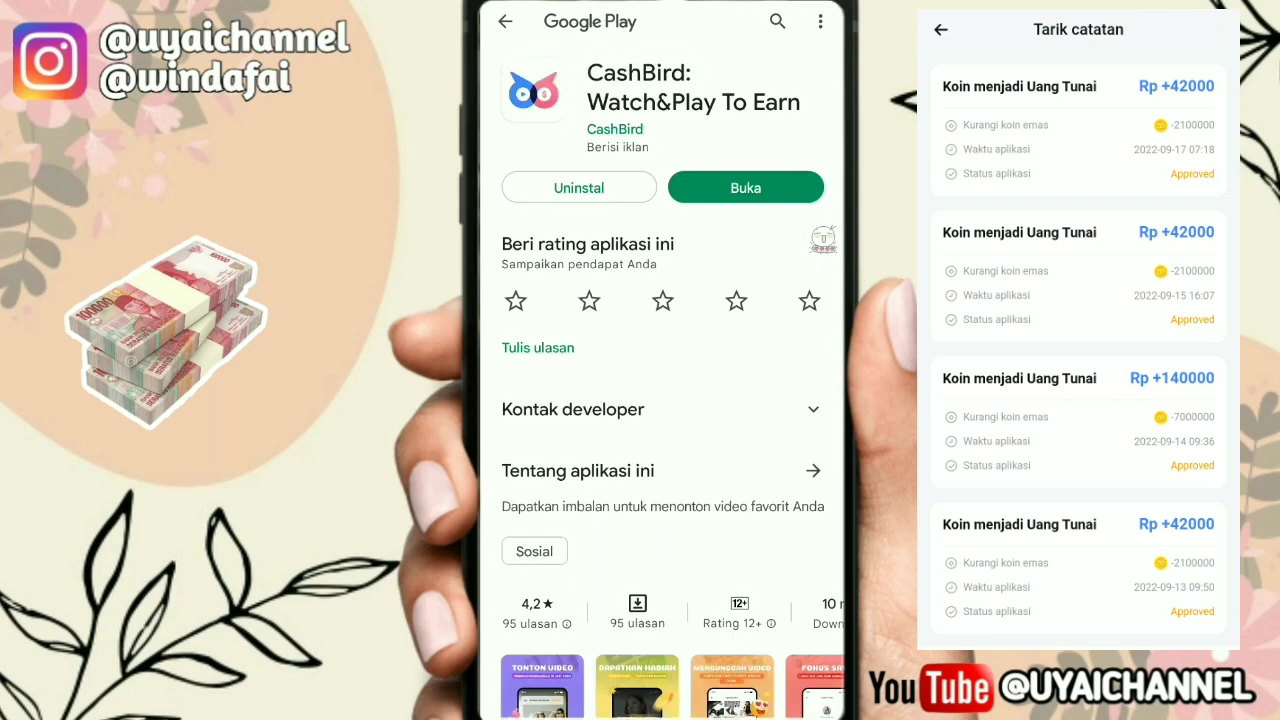 @uyaichannel
@windafai
100000
Google Play
CashBird:
Watch&Play To Earn
CashBird
Berisi iklan
Uninstal
Buka
Beri rating aplikasi ini
Sampaikan pendapat Anda
Tulis ulasan
Kontak developer
Tentang aplikasi ini
Dapatkan imbalan untuk menonton video favorit Anda
Sosial
4,2★
95 ulasan
95 ulasan
12+
Rating 12+
10
Down
TONTON VIDEO
DAPATKAN HADIAH
MENGUNGGAH VIDEO
FOKUS SA
Tarik catatan
Koin menjadi Uang Tunai Rp +42000
Kurangi koin emas -2100000
Waktu aplikasi 2022-09-17 07:18
Status aplikasi Approved
Koin menjadi Uang Tunai Rp +42000
Kurangi koin emas -2100000
Waktu aplikasi 2022-09-15 16:07
Status aplikasi Approved
Koin menjadi Uang Tunai Rp +140000
Kurangi koin emas -7000000
Waktu aplikasi 2022-09-14 09:36
Status aplikasi Approved
Koin menjadi Uang Tunai Rp +42000
Kurangi koin emas -2100000
Waktu aplikasi 2022-09-13 09:50
Status aplikasi Approved
YouTube @UYAICHANNEL